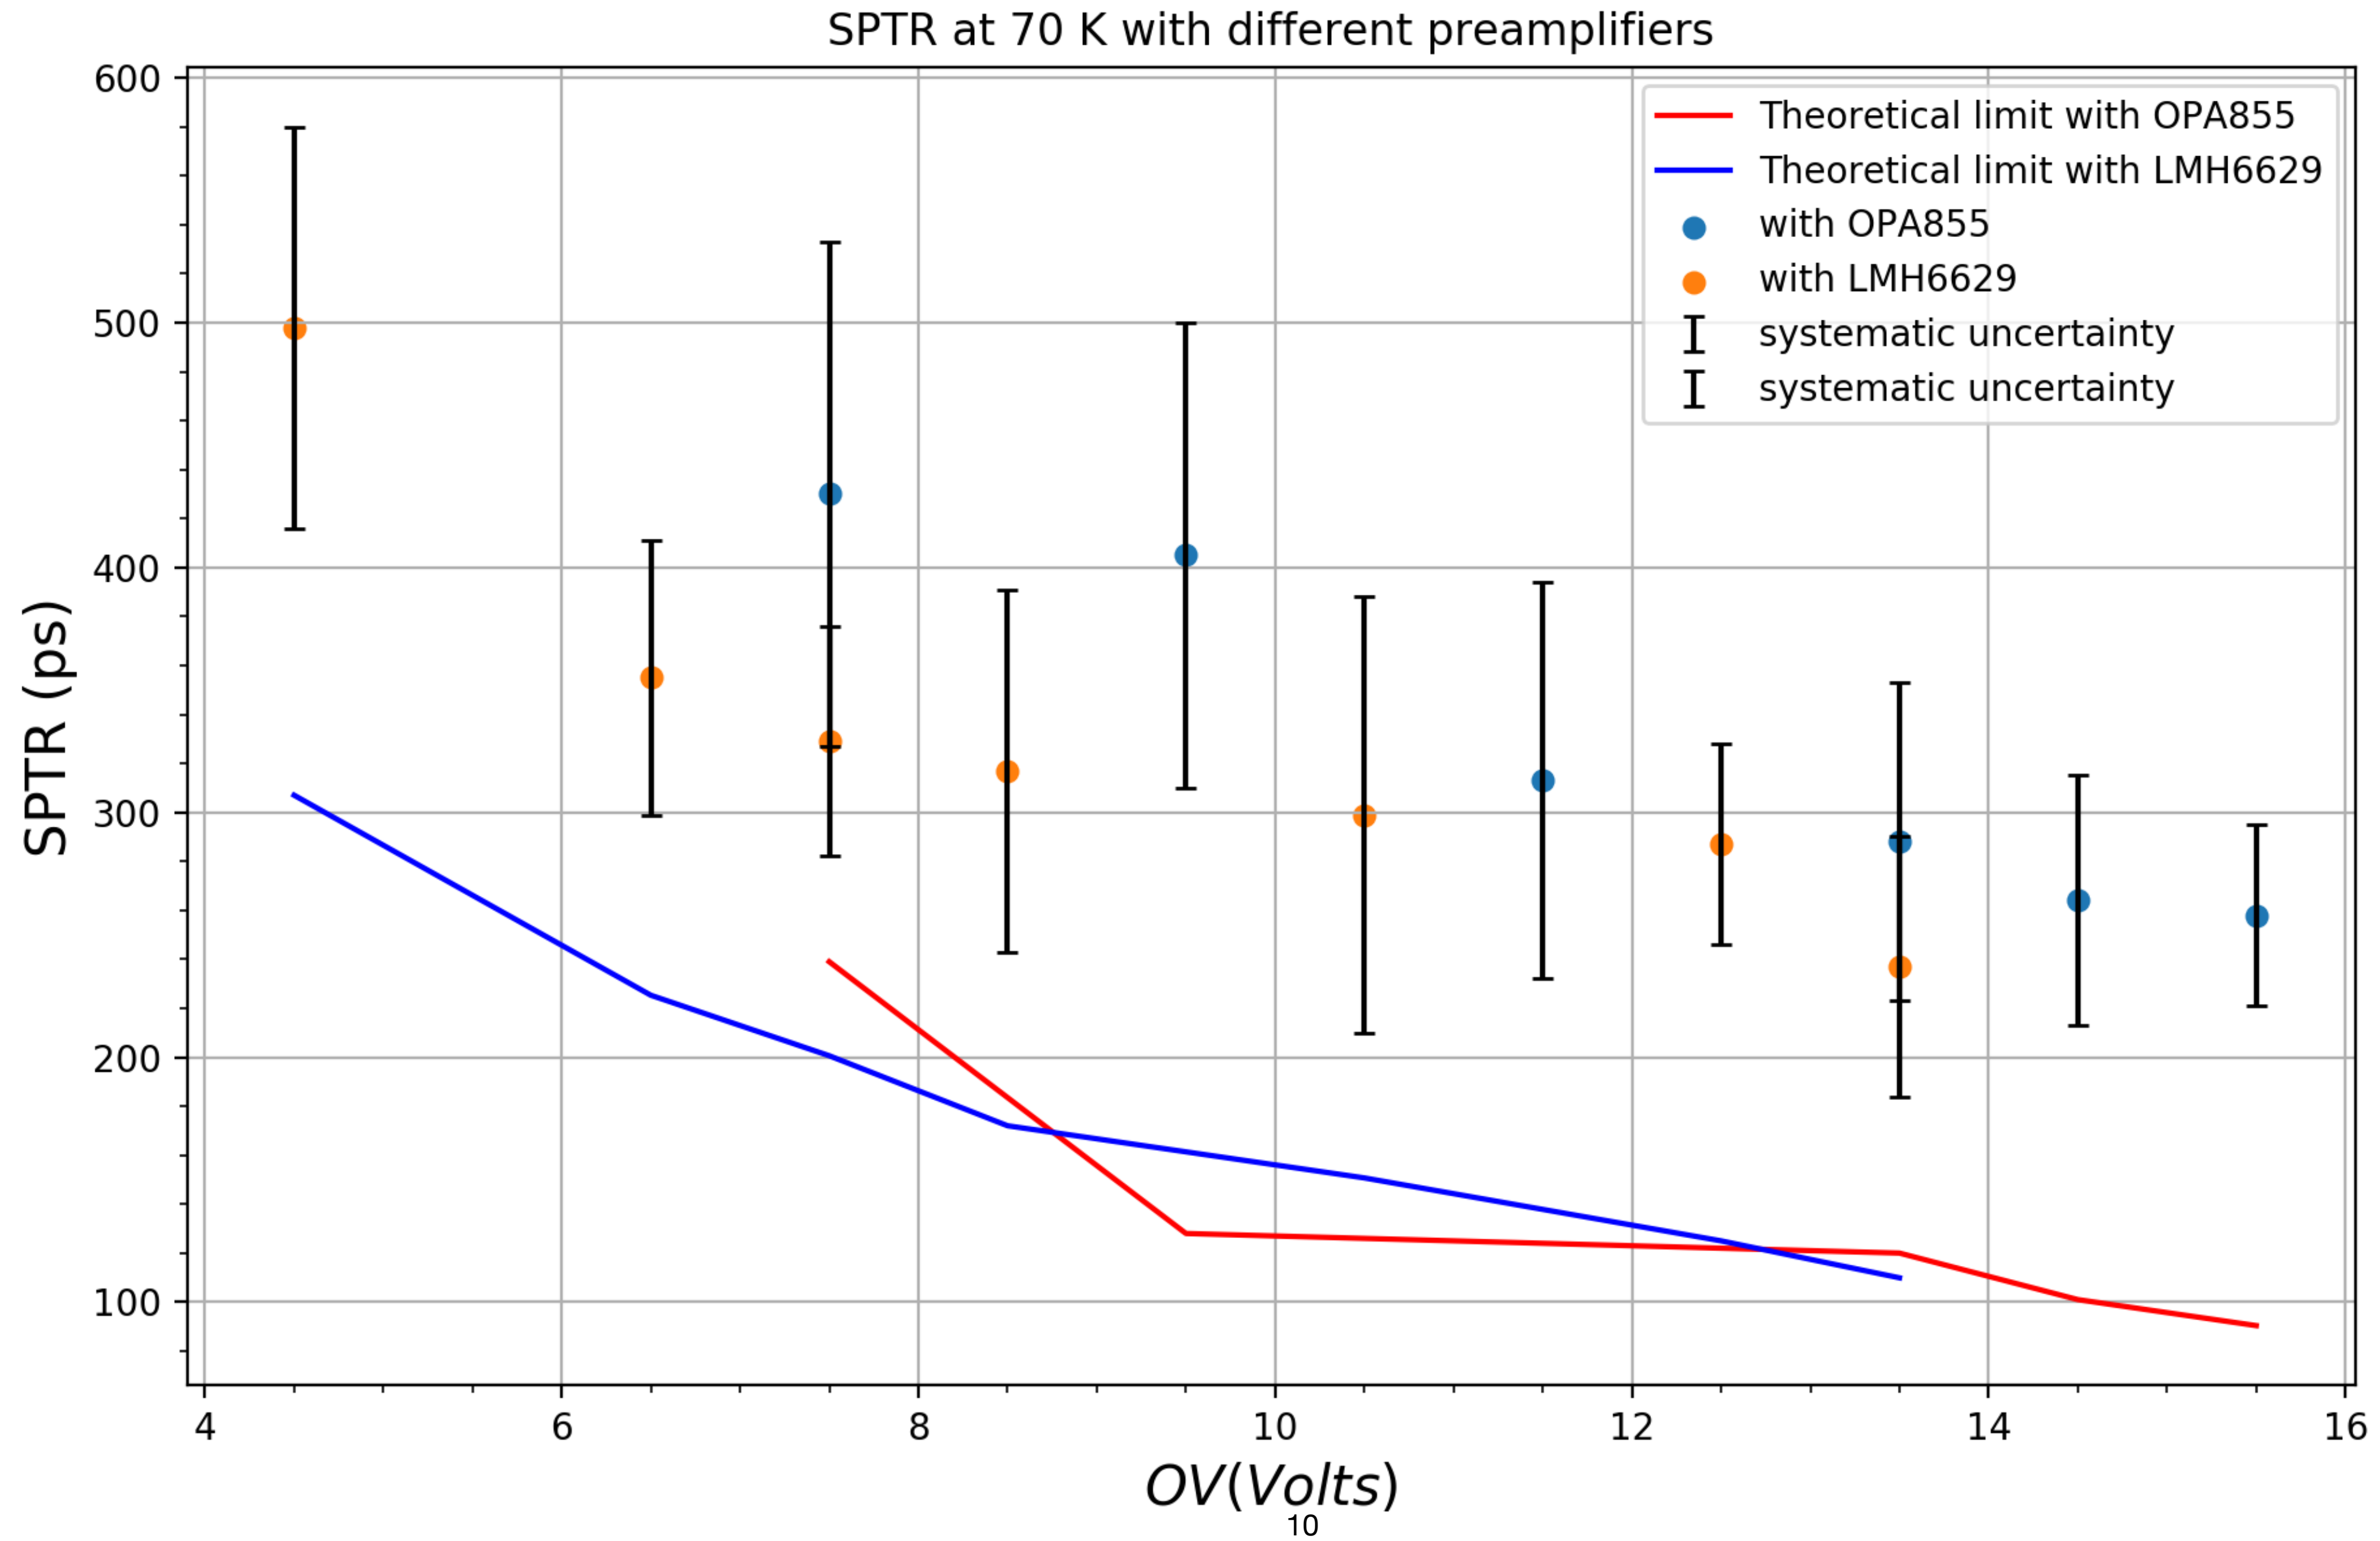 SPTR at 70 K with different preamplifiers
600
500
400
300
200
100
SPTR (ps)
Theoretical limit with OPA855
Theoretical limit with LMH6629
with OPA855
with LMH6629
systematic uncertainty
systematic uncertainty
4 6 8 10 12 14 16
OV(Volts)
10